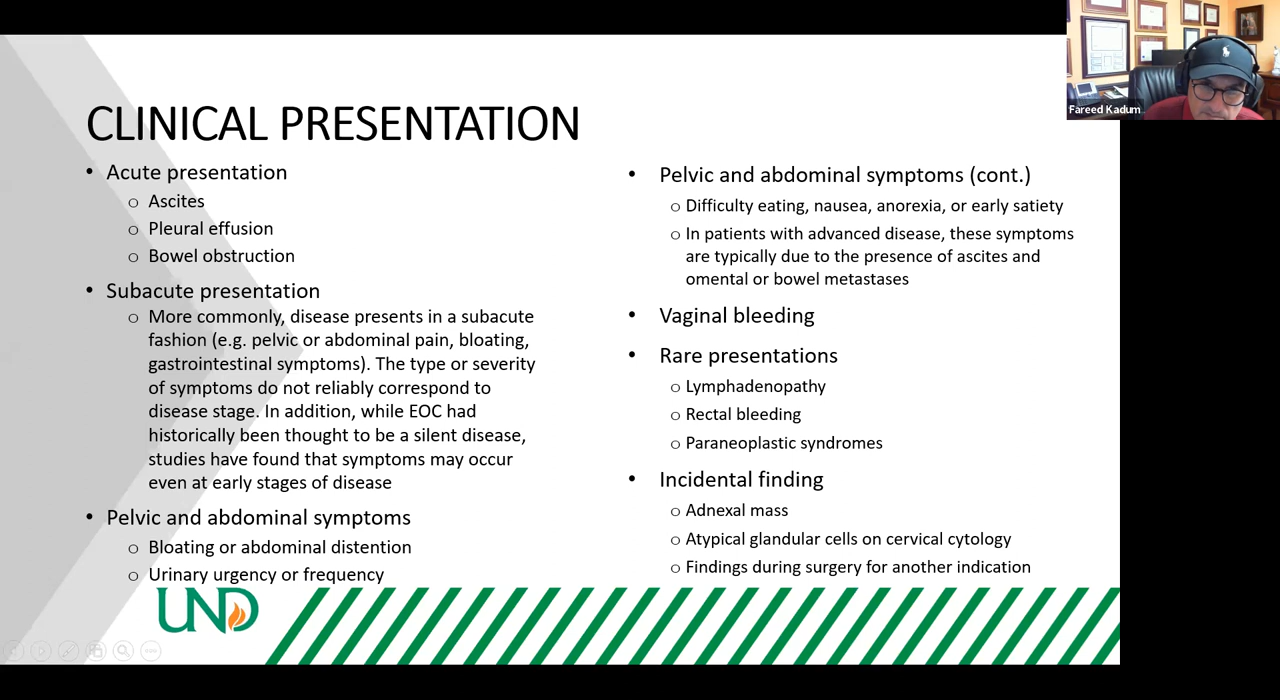 CLINICAL PRESENTATION
• Acute presentation
o Ascites
o Pleural effusion
o Bowel obstruction
• Subacute presentation
o More commonly, disease presents in a subacute
fashion (e.g. pelvic or abdominal pain, bloating,
gastrointestinal symptoms). The type or severity
of symptoms do not reliably correspond to
disease stage. In addition, while EOC had
historically been thought to be a silent disease,
studies have found that symptoms may occur
even at early stages of disease
• Pelvic and abdominal symptoms
o Bloating or abdominal distention
o Urinary urgency or frequency
• Pelvic and abdominal symptoms (cont.)
o Difficulty eating, nausea, anorexia, or early satiety
o In patients with advanced disease, these symptoms
are typically due to the presence of ascites and
omental or bowel metastases
• Vaginal bleeding
• Rare presentations
o Lymphadenopathy
o Rectal bleeding
o Paraneoplastic syndromes
• Incidental finding
o Adnexal mass
o Atypical glandular cells on cervical cytology
o Findings during surgery for another indication
UND
Fareed Kadum